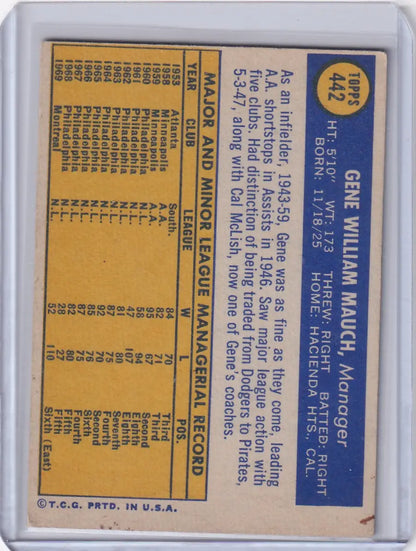 TOPPS
442
GENE WILLIAM MAUCH, Manager
HT: 5'10" WT: 173 THREW: RIGHT BATTED: RIGHT
BORN: 11/18/25 HOME: HACIENDA HTS., CAL.
As an infielder, 1943-59, Gene was as fine as they come, leading
A.A. shortstops in Assists in 1946. Saw major league action with
five clubs. Had distinction of being traded from Dodgers to Pirates,
5-3-47, along with Cal McLish, now one of Gene's coaches.
MAJOR AND MINOR LEAGUE MANAGERIAL RECORD
YEAR CLUB LEAGUE W L POS.
1953 Atlanta South. 84 70 Third
1958 Minneapolis A.A. 82 71 Third
1959 Minneapolis A.A. 95 67 Second
1960 Philadelphia N.L. 58 94 Eighth
1961 Philadelphia N.L. 47 107 Eighth
1962 Philadelphia N.L. 81 80 Seventh
1963 Philadelphia N.L. 87 75 Fourth
1964 Philadelphia N.L. 92 70 Second
1965 Philadelphia N.L. 85 76 Sixth
1966 Philadelphia N.L. 87 75 Fourth
1967 Philadelphia N.L. 82 80 Fifth
1968 Philadelphia N.L. 28 27 Fifth
1969 Montreal N.L. 52 110 Sixth (East)
© T.C.G. PRTD. IN U.S.A.